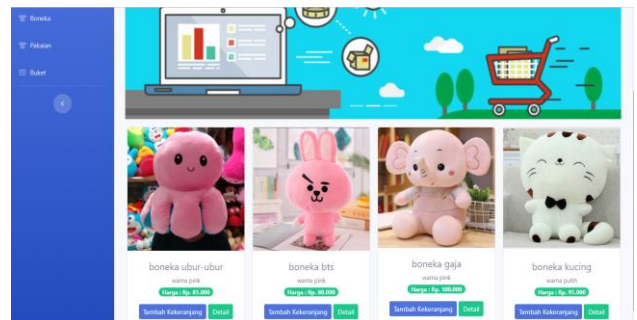 Boneka
Pakaian
Buket
boneka ubur-ubur
warna pink
Harga : Rp. 85.000
Tambah Kekeranjang
Detail
boneka bts
warna pink
Harga : Rp. 80.000
Tambah Kekeranjang
Detail
boneka gaja
warna pink
Harga : Rp. 100.000
Tambah Kekeranjang
Detail
boneka kucing
warna putih
Harga : Rp. 95.000
Tambah Kekeranjang
Detail